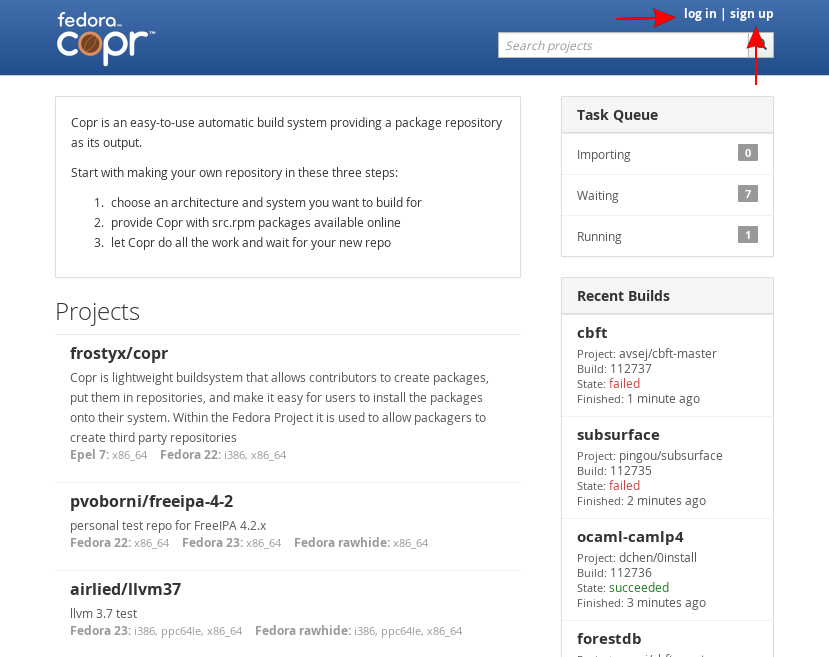 fedora™
copr™
log in | sign up
Search projects
Copr is an easy-to-use automatic build system providing a package repository
as its output.
Start with making your own repository in these three steps:
1. choose an architecture and system you want to build for
2. provide Copr with src.rpm packages available online
3. let Copr do all the work and wait for your new repo
Projects
frostyx/copr
Copr is lightweight buildsystem that allows contributors to create packages,
put them in repositories, and make it easy for users to install the packages
onto their system. Within the Fedora Project it is used to allow packagers to
create third party repositories
Epel 7: x86_64 Fedora 22: i386, x86_64
pvoborni/freeipa-4-2
personal test repo for FreeIPA 4.2.x
Fedora 22: x86_64 Fedora 23: x86_64 Fedora rawhide: x86_64
airlied/llvm37
llvm 3.7 test
Fedora 23: i386, ppc64le, x86_64 Fedora rawhide: i386, ppc64le, x86_64
Task Queue
Importing 0
Waiting 7
Running 1
Recent Builds
cbft
Project: avsej/cbft-master
Build: 112737
State: failed
Finished: 1 minute ago
subsurface
Project: pingou/subsurface
Build: 112735
State: failed
Finished: 2 minutes ago
ocaml-camlp4
Project: dchen/0install
Build: 112736
State: succeeded
Finished: 3 minutes ago
forestdb